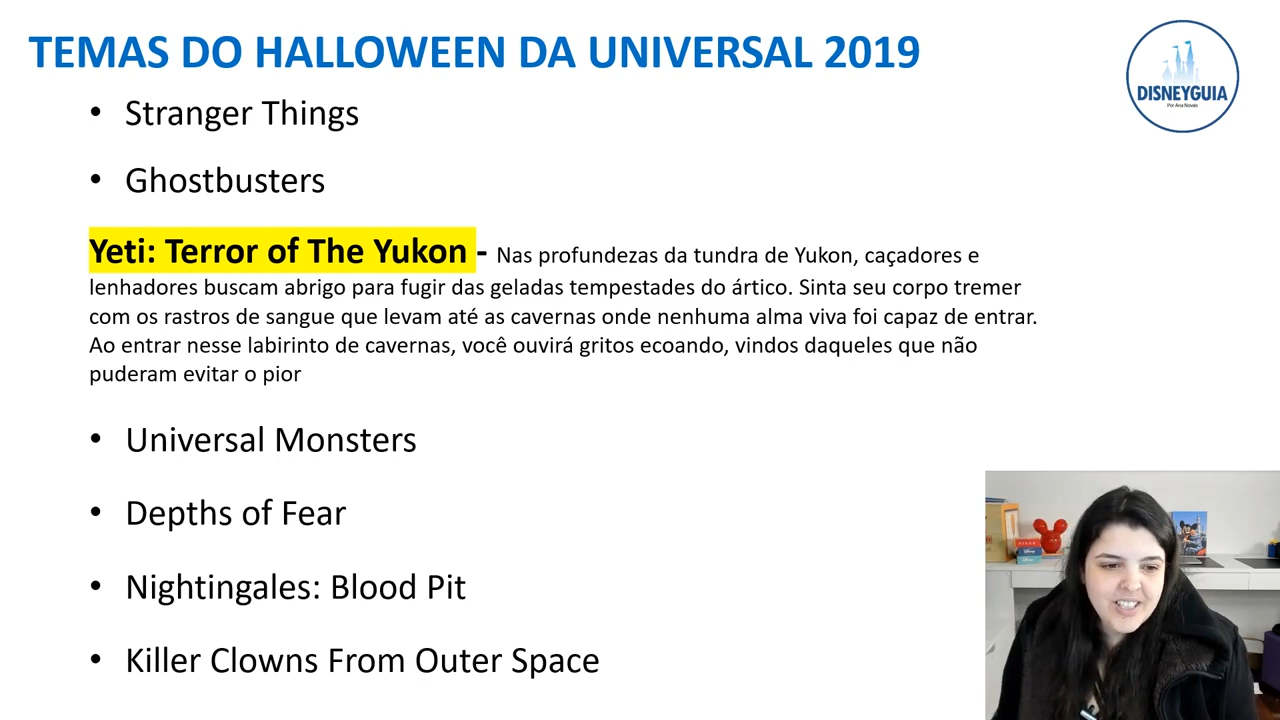 TEMAS DO HALLOWEEN DA UNIVERSAL 2019
DISNEYGUIA
Por Ana Novais
• Stranger Things
• Ghostbusters
Yeti: Terror of The Yukon - Nas profundezas da tundra de Yukon, caçadores e
lenhadores buscam abrigo para fugir das geladas tempestades do ártico. Sinta seu corpo tremer
com os rastros de sangue que levam até as cavernas onde nenhuma alma viva foi capaz de entrar.
Ao entrar nesse labirinto de cavernas, você ouvirá gritos ecoando, vindos daqueles que não
puderam evitar o pior
• Universal Monsters
• Depths of Fear
• Nightingales: Blood Pit
• Killer Clowns From Outer Space